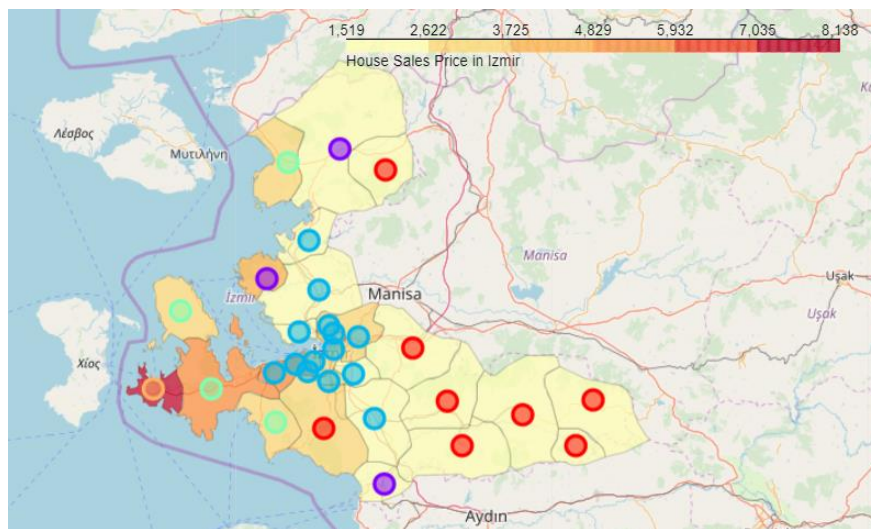 1,519 2,622 3,725 4,829 5,932 7,035 8,138
House Sales Price in Izmir
Λέσβος
Μυτιλήνη
Manisa
Uşak
İzmir
Manisa
Uşak
Χίος
Aydın